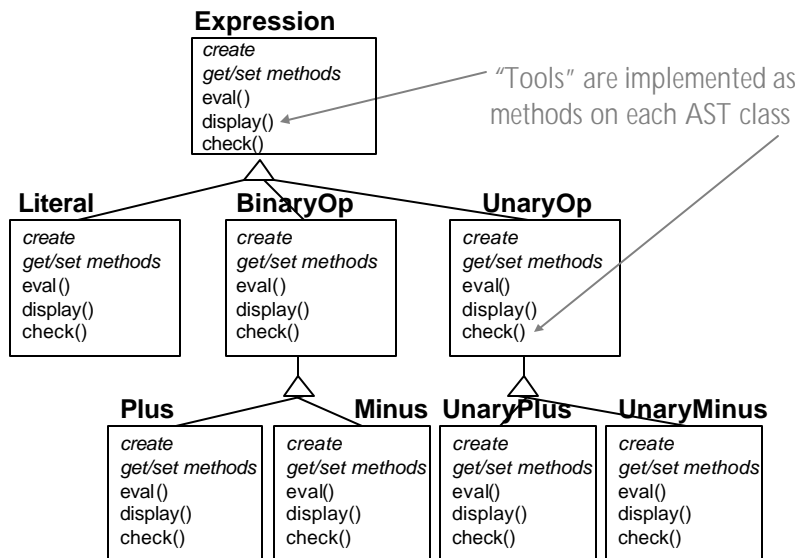 Expression
create
get/set methods
eval()
display()
check()
“Tools” are implemented as
methods on each AST class
Literal
create
get/set methods
eval()
display()
check()
BinaryOp
create
get/set methods
eval()
display()
check()
UnaryOp
create
get/set methods
eval()
display()
check()
Plus
create
get/set methods
eval()
display()
check()
Minus
create
get/set methods
eval()
display()
check()
UnaryPlus
create
get/set methods
eval()
display()
check()
UnaryMinus
create
get/set methods
eval()
display()
check()